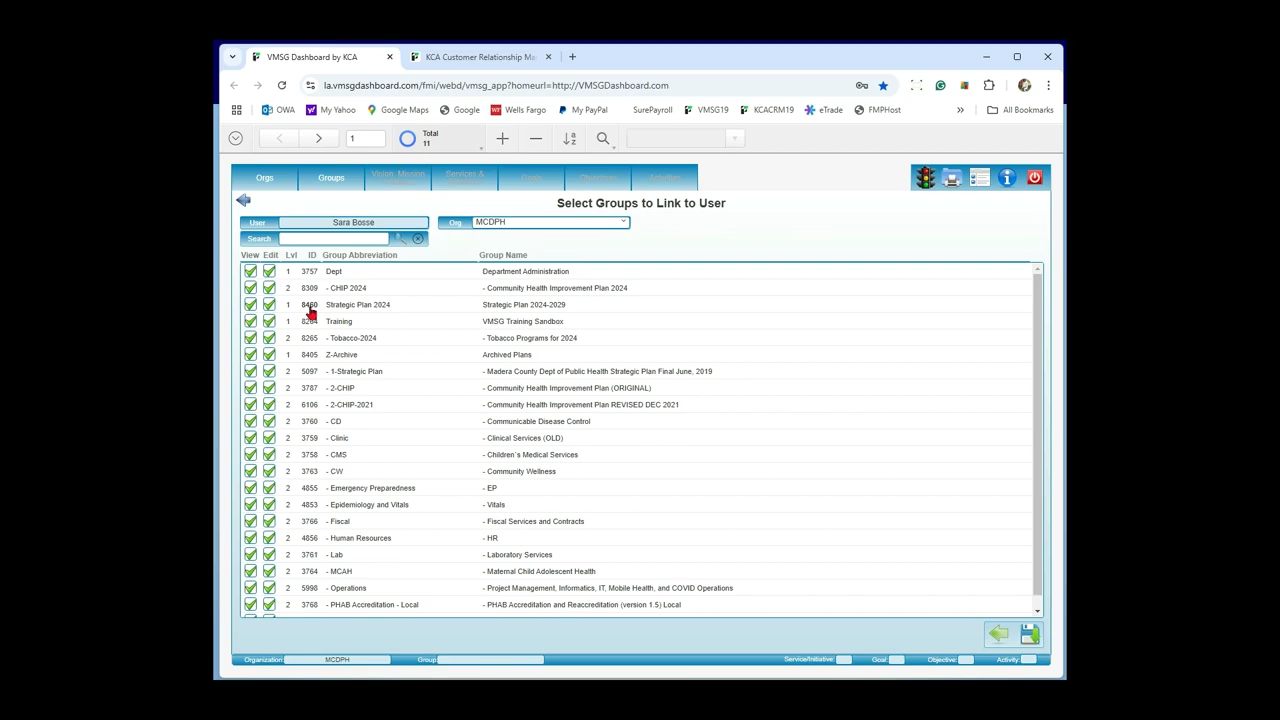 VMSG Dashboard by KCA
KCA Customer Relationship Ma
la.vmsgdashboard.com/fmi/webd/vmsg_app?homeurl=http://VMSGDashboard.com
OWA My Yahoo Google Maps Google Wells Fargo My PayPal SurePayroll VMSG19 KCACRM19 eTrade FMPHost » All Bookmarks
1 Total
11
Orgs Groups Vision, Mission Services &
Select Groups to Link to User
User Sara Bosse Org MCDPH
Search
View Edit Lvl ID Group Abbreviation Group Name
1 3757 Dept Department Administration
2 8309 - CHIP 2024 - Community Health Improvement Plan 2024
1 8460 Strategic Plan 2024 Strategic Plan 2024-2029
1 8264 Training VMSG Training Sandbox
2 8265 - Tobacco-2024 - Tobacco Programs for 2024
1 8405 Z-Archive Archived Plans
2 5097 - 1-Strategic Plan - Madera County Dept of Public Health Strategic Plan Final June, 2019
2 3787 - 2-CHIP - Community Health Improvement Plan (ORIGINAL)
2 6106 - 2-CHIP-2021 - Community Health Improvement Plan REVISED DEC 2021
2 3760 - CD - Communicable Disease Control
2 3759 - Clinic - Clinical Services (OLD)
2 3758 - CMS - Children`s Medical Services
2 3763 - CW - Community Wellness
2 4855 - Emergency Preparedness - EP
2 4853 - Epidemiology and Vitals - Vitals
2 3766 - Fiscal - Fiscal Services and Contracts
2 4856 - Human Resources - HR
2 3761 - Lab - Laboratory Services
2 3764 - MCAH - Maternal Child Adolescent Health
2 5998 - Operations - Project Management, Informatics, IT, Mobile Health, and COVID Operations
2 3768 - PHAB Accreditation - Local - PHAB Accreditation and Reaccreditation (version 1.5) Local
Organization: MCDPH Group: Service/Initiative: Goal: Objective: Activity: